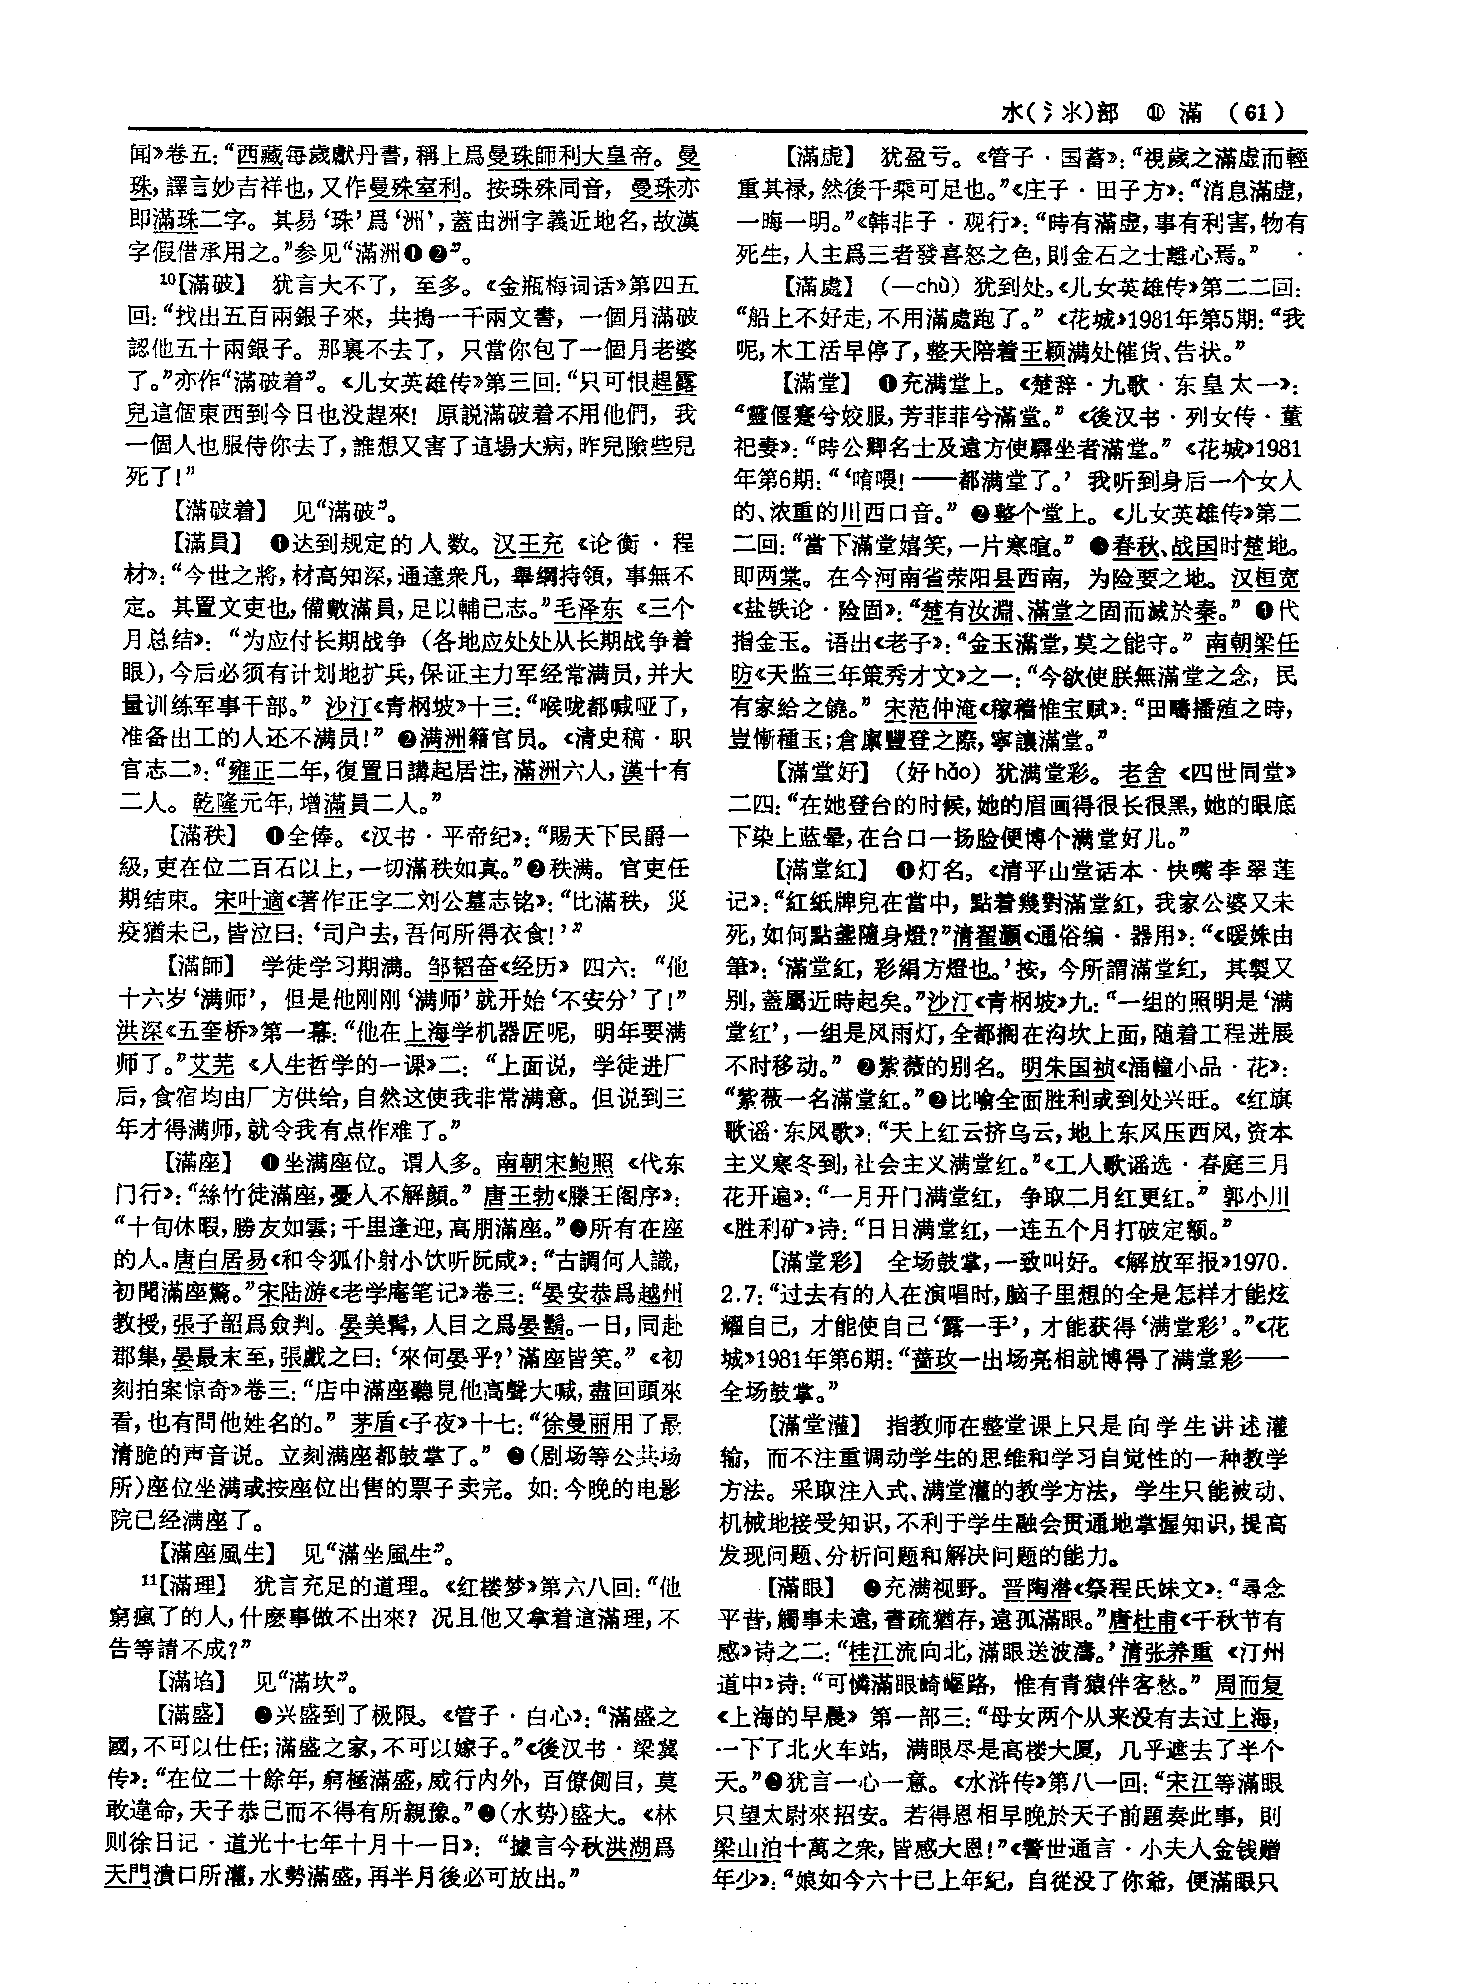 水(氵氺)部 ⑪ 滿 (61)
闻》卷五：“西藏每歲獻丹書，稱上爲曼珠師利大皇帝。曼
珠，譯言妙吉祥也，又作曼殊室利。按珠殊同音，曼珠亦
即滿珠二字。其易‘珠’爲‘洲’，蓋由洲字義近地名，故漢
字假借承用之。”参见“滿洲❶❷”。
10【滿破】 犹言大不了，至多。《金瓶梅词话》第四五
回：“找出五百兩銀子來，共搗一千兩文書，一個月滿破
認他五十兩銀子。那裏不去了，只當你包了一個月老婆
了。”亦作“滿破着”。《儿女英雄传》第三回：“只可恨趕露
兒這個東西到今日也没趕來！原説滿破着不用他們，我
一個人也服侍你去了，誰想又害了這場大病，昨兒險些兒
死了！”
【滿破着】 见“滿破”。
【滿員】 ❶达到规定的人数。汉王充《论衡·程
材》：“今世之將，材高知深，通達衆凡，舉綱持領，事無不
定。其置文吏也，備數滿員，足以輔己志。”毛泽东《三个
月总结》：“为应付长期战争（各地应处处从长期战争着
眼），今后必须有计划地扩兵，保证主力军经常满员，并大
量训练军事干部。”沙汀《青㭎坡》十三：“喉咙都喊哑了，
准备出工的人还不满员！”❷满洲籍官员。《清史稿·职
官志二》：“雍正二年，復置日講起居注，滿洲六人，漢十有
二人。乾隆元年，增滿員二人。”
【滿秩】 ❶全俸。《汉书·平帝纪》：“賜天下民爵一
級，吏在位二百石以上，一切滿秩如真。”❷秩满。官吏任
期结束。宋叶適《著作正字二刘公墓志铭》：“比滿秩，災
疫猶未已，皆泣曰：‘司户去，吾何所得衣食！’”
【滿師】 学徒学习期满。邹韬奋《经历》四六：“他
十六岁‘满师’，但是他刚刚‘满师’就开始‘不安分’了！”
洪深《五奎桥》第一幕：“他在上海学机器匠呢，明年要满
师了。”艾芜《人生哲学的一课》二：“上面说，学徒进厂
后，食宿均由厂方供给，自然这使我非常满意。但说到三
年才得满师，就令我有点作难了。”
【滿座】 ❶坐满座位。谓人多。南朝宋鲍照《代东
门行》：“絲竹徒滿座，憂人不解顔。”唐王勃《滕王阁序》：
“十旬休暇，勝友如雲；千里逢迎，高朋滿座。”❷所有在座
的人。唐白居易《和令狐仆射小饮听阮咸》：“古調何人識，
初聞滿座驚。”宋陆游《老学庵笔记》卷三：“晏安恭爲越州
教授，張子韶爲僉判。晏美髯，人目之爲晏鬍。一日，同赴
郡集，晏最末至，張戲之曰：‘來何晏乎？’滿座皆笑。”《初
刻拍案惊奇》卷三：“店中滿座聽見他高聲大喊，盡回頭來
看，也有問他姓名的。”茅盾《子夜》十七：“徐曼丽用了最
清脆的声音说。立刻满座都鼓掌了。”❸（剧场等公共场
所）座位坐满或按座位出售的票子卖完。如：今晚的电影
院已经满座了。
【滿座風生】 见“滿坐風生”。
11【滿理】 犹言充足的道理。《红楼梦》第六八回：“他
窮瘋了的人，什麽事做不出來？况且他又拿着這滿理，不
告等請不成？”
【滿埳】 见“滿坎”。
【滿盛】 ❶兴盛到了极限。《管子·白心》：“滿盛之
國，不可以仕任；滿盛之家，不可以嫁子。”《後汉书·梁冀
传》：“在位二十餘年，窮極滿盛，威行内外，百僚側目，莫
敢違命，天子恭己而不得有所親豫。”❷（水势）盛大。《林
则徐日记·道光十七年十月十一日》：“據言今秋洪湖爲
天門潰口所灌，水勢滿盛，再半月後必可放出。”
【滿虚】 犹盈亏。《管子·国蓄》：“視歲之滿虚而輕
重其禄，然後千乘可足也。”《庄子·田子方》：“消息滿虚，
一晦一明。”《韩非子·观行》：“時有滿虚，事有利害，物有
死生，人主爲三者發喜怒之色，則金石之士離心焉。”
【滿處】（—chù）犹到处。《儿女英雄传》第二二回：
“船上不好走，不用滿處跑了。”《花城》1981年第5期：“我
呢，木工活早停了，整天陪着王颖满处催货、告状。”
【滿堂】 ❶充满堂上。《楚辞·九歌·东皇太一》：
“靈偃蹇兮姣服，芳菲菲兮滿堂。”《後汉书·列女传·董
祀妻》：“時公卿名士及遠方使驛坐者滿堂。”《花城》1981
年第6期：“‘唷喂！——都满堂了。’我听到身后一个女人
的、浓重的川西口音。”❷整个堂上。《儿女英雄传》第二
二回：“當下滿堂嬉笑，一片寒暄。”❸春秋、战国时楚地。
即两棠。在今河南省荥阳县西南，为险要之地。汉桓宽
《盐铁论·险固》：“楚有汝淵、滿堂之固而滅於秦。”❹代
指金玉。语出《老子》：“金玉滿堂，莫之能守。”南朝梁任
昉《天监三年策秀才文》之一：“今欲使朕無滿堂之念，民
有家給之饒。”宋范仲淹《稼穑惟宝赋》：“田疇播殖之時，
豈慚種玉；倉廪豐登之際，寧讓滿堂。”
【滿堂好】（好hǎo）犹满堂彩。老舍《四世同堂》
二四：“在她登台的时候，她的眉画得很长很黑，她的眼底
下染上蓝晕，在台口一扬脸便博个满堂好儿。”
【滿堂紅】 ❶灯名。《清平山堂话本·快嘴李翠莲
记》：“紅紙牌兒在當中，點着幾對滿堂紅，我家公婆又未
死，如何點盞隨身燈？”清翟灏《通俗编·器用》：“《暖姝由
筆》：‘滿堂紅，彩絹方燈也。’按，今所謂滿堂紅，其製又
别，蓋屬近時起矣。”沙汀《青㭎坡》九：“一组的照明是‘满
堂红’，一组是风雨灯，全都搁在沟坎上面，随着工程进展
不时移动。”❷紫薇的别名。明朱国祯《涌幢小品·花》：
“紫薇一名滿堂紅。”❸比喻全面胜利或到处兴旺。《红旗
歌谣·东风歌》：“天上红云挤乌云，地上东风压西风，资本
主义寒冬到，社会主义满堂红。”《工人歌谣选·春庭三月
花开遍》：“一月开门满堂红，争取二月红更红。”郭小川
《胜利矿》诗：“日日满堂红，一连五个月打破定额。”
【滿堂彩】 全场鼓掌，一致叫好。《解放军报》1970.
2.7：“过去有的人在演唱时，脑子里想的全是怎样才能炫
耀自己，才能使自己‘露一手’，才能获得‘满堂彩’。”《花
城》1981年第6期：“蔷玫一出场亮相就博得了满堂彩——
全场鼓掌。”
【滿堂灌】 指教师在整堂课上只是向学生讲述灌
输，而不注重调动学生的思维和学习自觉性的一种教学
方法。采取注入式、满堂灌的教学方法，学生只能被动、
机械地接受知识，不利于学生融会贯通地掌握知识，提高
发现问题、分析问题和解决问题的能力。
【滿眼】 ❶充满视野。晋陶潜《祭程氏妹文》：“尋念
平昔，觸事未遠，書疏猶存，遺孤滿眼。”唐杜甫《千秋节有
感》诗之二：“桂江流向北，滿眼送波濤。’清张养重《汀州
道中》诗：“可憐滿眼崎嶇路，惟有青猿伴客愁。”周而复
《上海的早晨》第一部三：“母女两个从来没有去过上海，
一下了北火车站，满眼尽是高楼大厦，几乎遮去了半个
天。”❷犹言一心一意。《水浒传》第八一回：“宋江等滿眼
只望太尉來招安。若得恩相早晚於天子前題奏此事，則
梁山泊十萬之衆，皆感大恩！”《警世通言·小夫人金钱赠
年少》：“娘如今六十已上年紀，自從没了你爺，便滿眼只